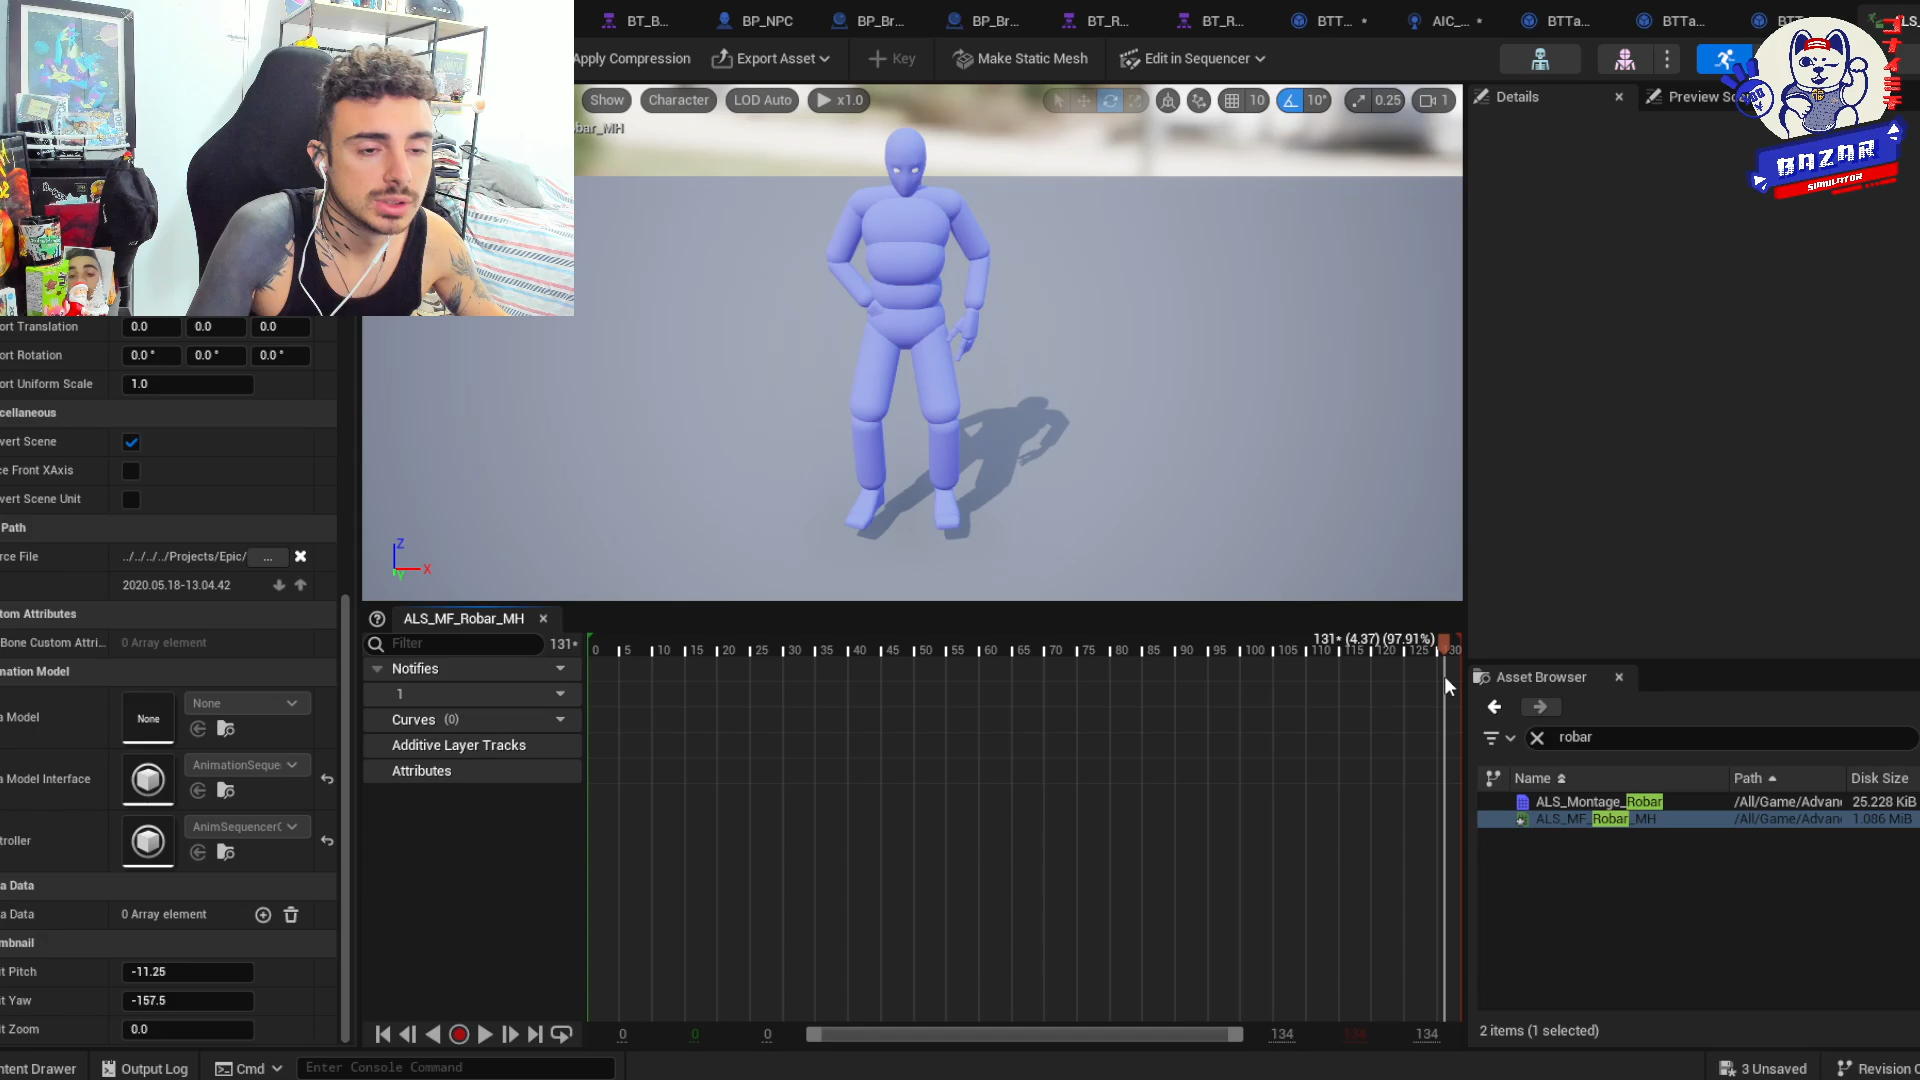 BT_B...
BP_NPC
BP_Br...
BP_Br...
BT_R...
BT_R...
BTT... *
AIC_... *
BTTa...
BTTa...
BTT
ALS_
Apply Compression
Export Asset
Key
Make Static Mesh
Edit in Sequencer
Show
Character
LOD Auto
x1.0
10
10°
0.25
1
Details
Preview Sc
BAZAR
SIMULATOR
bar_MH
ort Translation
0.0
0.0
0.0
ort Rotation
0.0 °
0.0 °
0.0 °
ort Uniform Scale
1.0
cellaneous
vert Scene
ce Front XAxis
vert Scene Unit
Path
rce File
../../../../Projects/Epic/
...
2020.05.18-13.04.42
tom Attributes
Bone Custom Attri..
0 Array element
mation Model
a Model
None
None
a Model Interface
AnimationSeque
troller
AnimSequencerC
a Data
a Data
0 Array element
mbnail
it Pitch
-11.25
it Yaw
-157.5
it Zoom
0.0
Z
X
Y
ALS_MF_Robar_MH
Filter
131*
131* (4.37) (97.91%)
0 5 10 15 20 25 30 35 40 45 50 55 60 65 70 75 80 85 90 95 100 105 110 115 120 125 30
Notifies
1
Curves (0)
Additive Layer Tracks
Attributes
0
0
0
134
134
134
Asset Browser
robar
Name
Path
Disk Size
ALS_Montage_Robar
/All/Game/Advan
25.228 KiB
ALS_MF_Robar_MH
/All/Game/Advan
1.086 MiB
2 items (1 selected)
ntent Drawer
Output Log
Cmd
Enter Console Command
3 Unsaved
Revision C